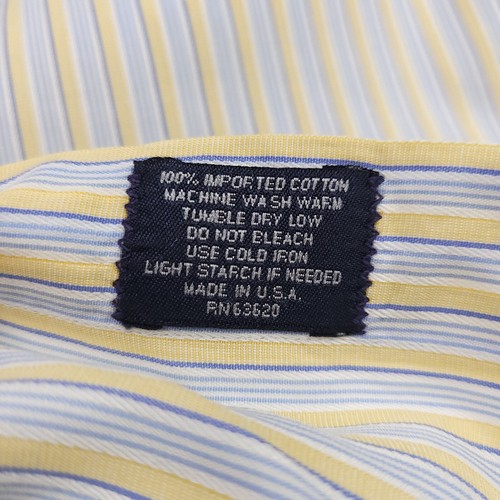 100% IMPORTED COTTON
MACHINE WASH WARM
TUMBLE DRY LOW
DO NOT BLEACH
USE COLD IRON
LIGHT STARCH IF NEEDED
MADE IN U.S.A.
RN 63620